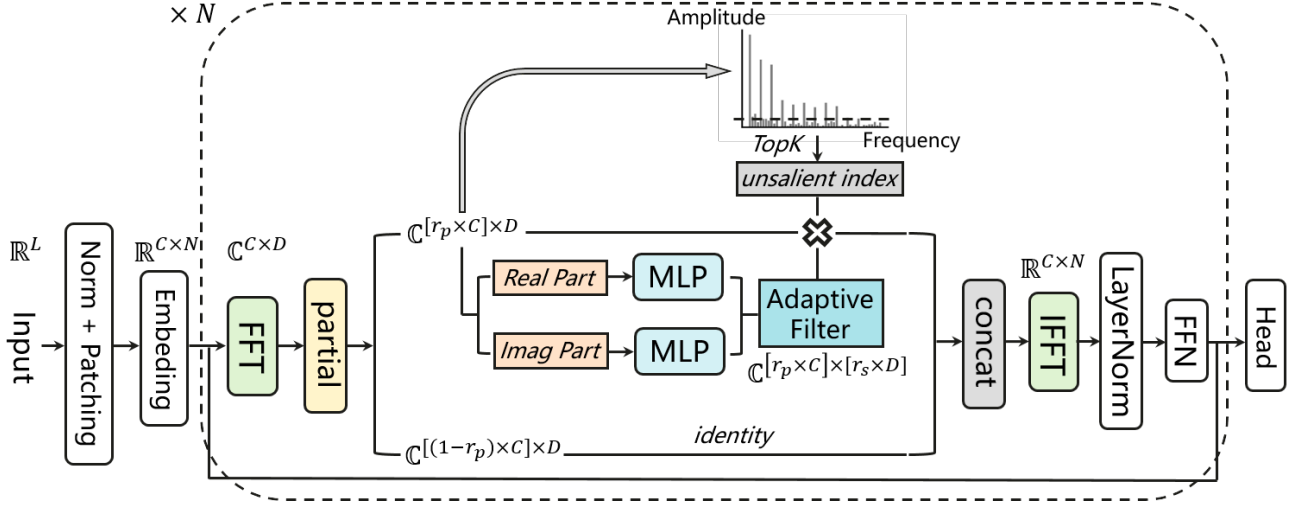 × N
Amplitude
Frequency
TopK
unsalient index
ℝ^L
Input
Norm + Patching
ℝ^{C×N}
Embeding
ℂ^{C×D}
FFT
partial
ℂ^{[r_p×C]×D}
Real Part
MLP
Imag Part
MLP
Adaptive
Filter
ℂ^{[r_p×C]×[r_s×D]}
ℂ^{[(1−r_p)×C]×D}
identity
concat
ℝ^{C×N}
IFFT
LayerNorm
FFN
Head